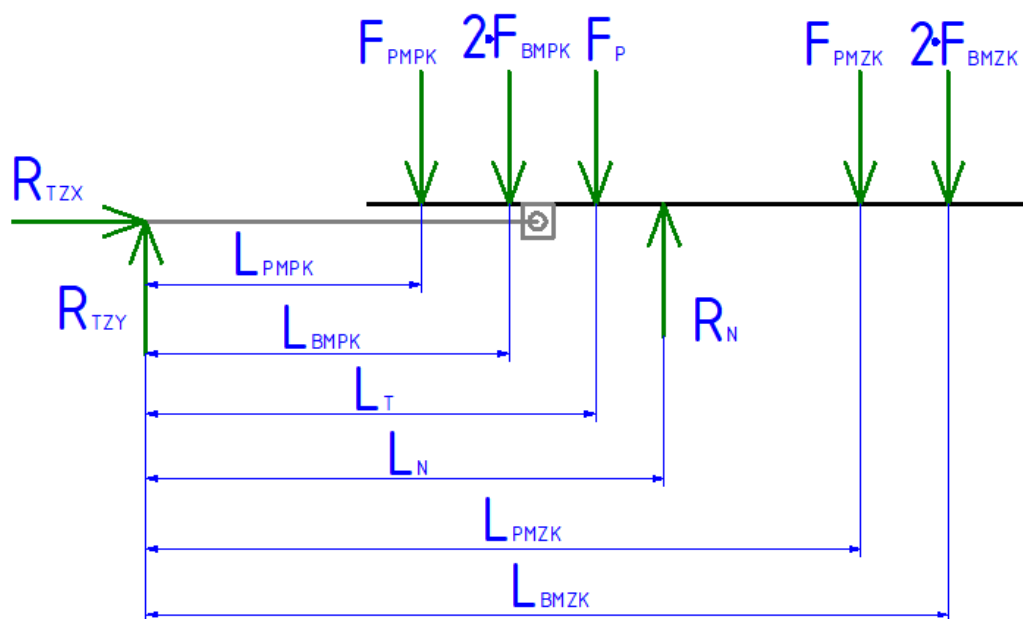 F PMPK 2·F BMPK F P F PMZK 2·F BMZK
R TZX
L PMPK
R TZY
R N
L BMPK
L T
L N
L PMZK
L BMZK